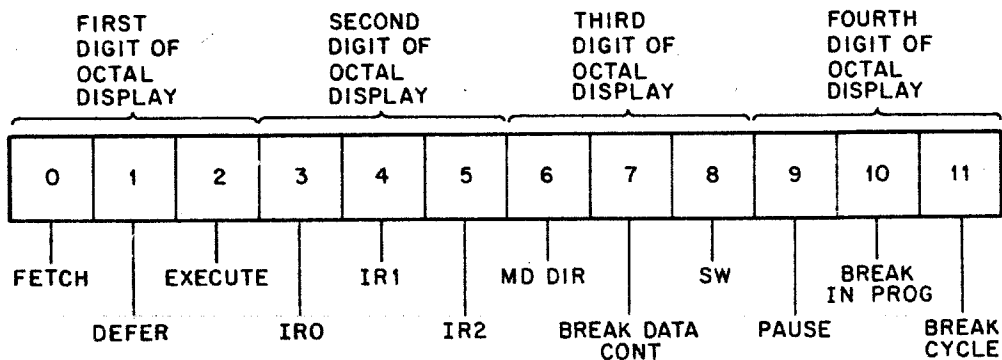 FIRST
DIGIT OF
OCTAL
DISPLAY
SECOND
DIGIT OF
OCTAL
DISPLAY
THIRD
DIGIT OF
OCTAL
DISPLAY
FOURTH
DIGIT OF
OCTAL
DISPLAY
0 1 2 3 4 5 6 7 8 9 10 11
FETCH
DEFER
EXECUTE
IR0
IR1
IR2
MD DIR
BREAK DATA
CONT
SW
PAUSE
BREAK
IN PROG
BREAK
CYCLE